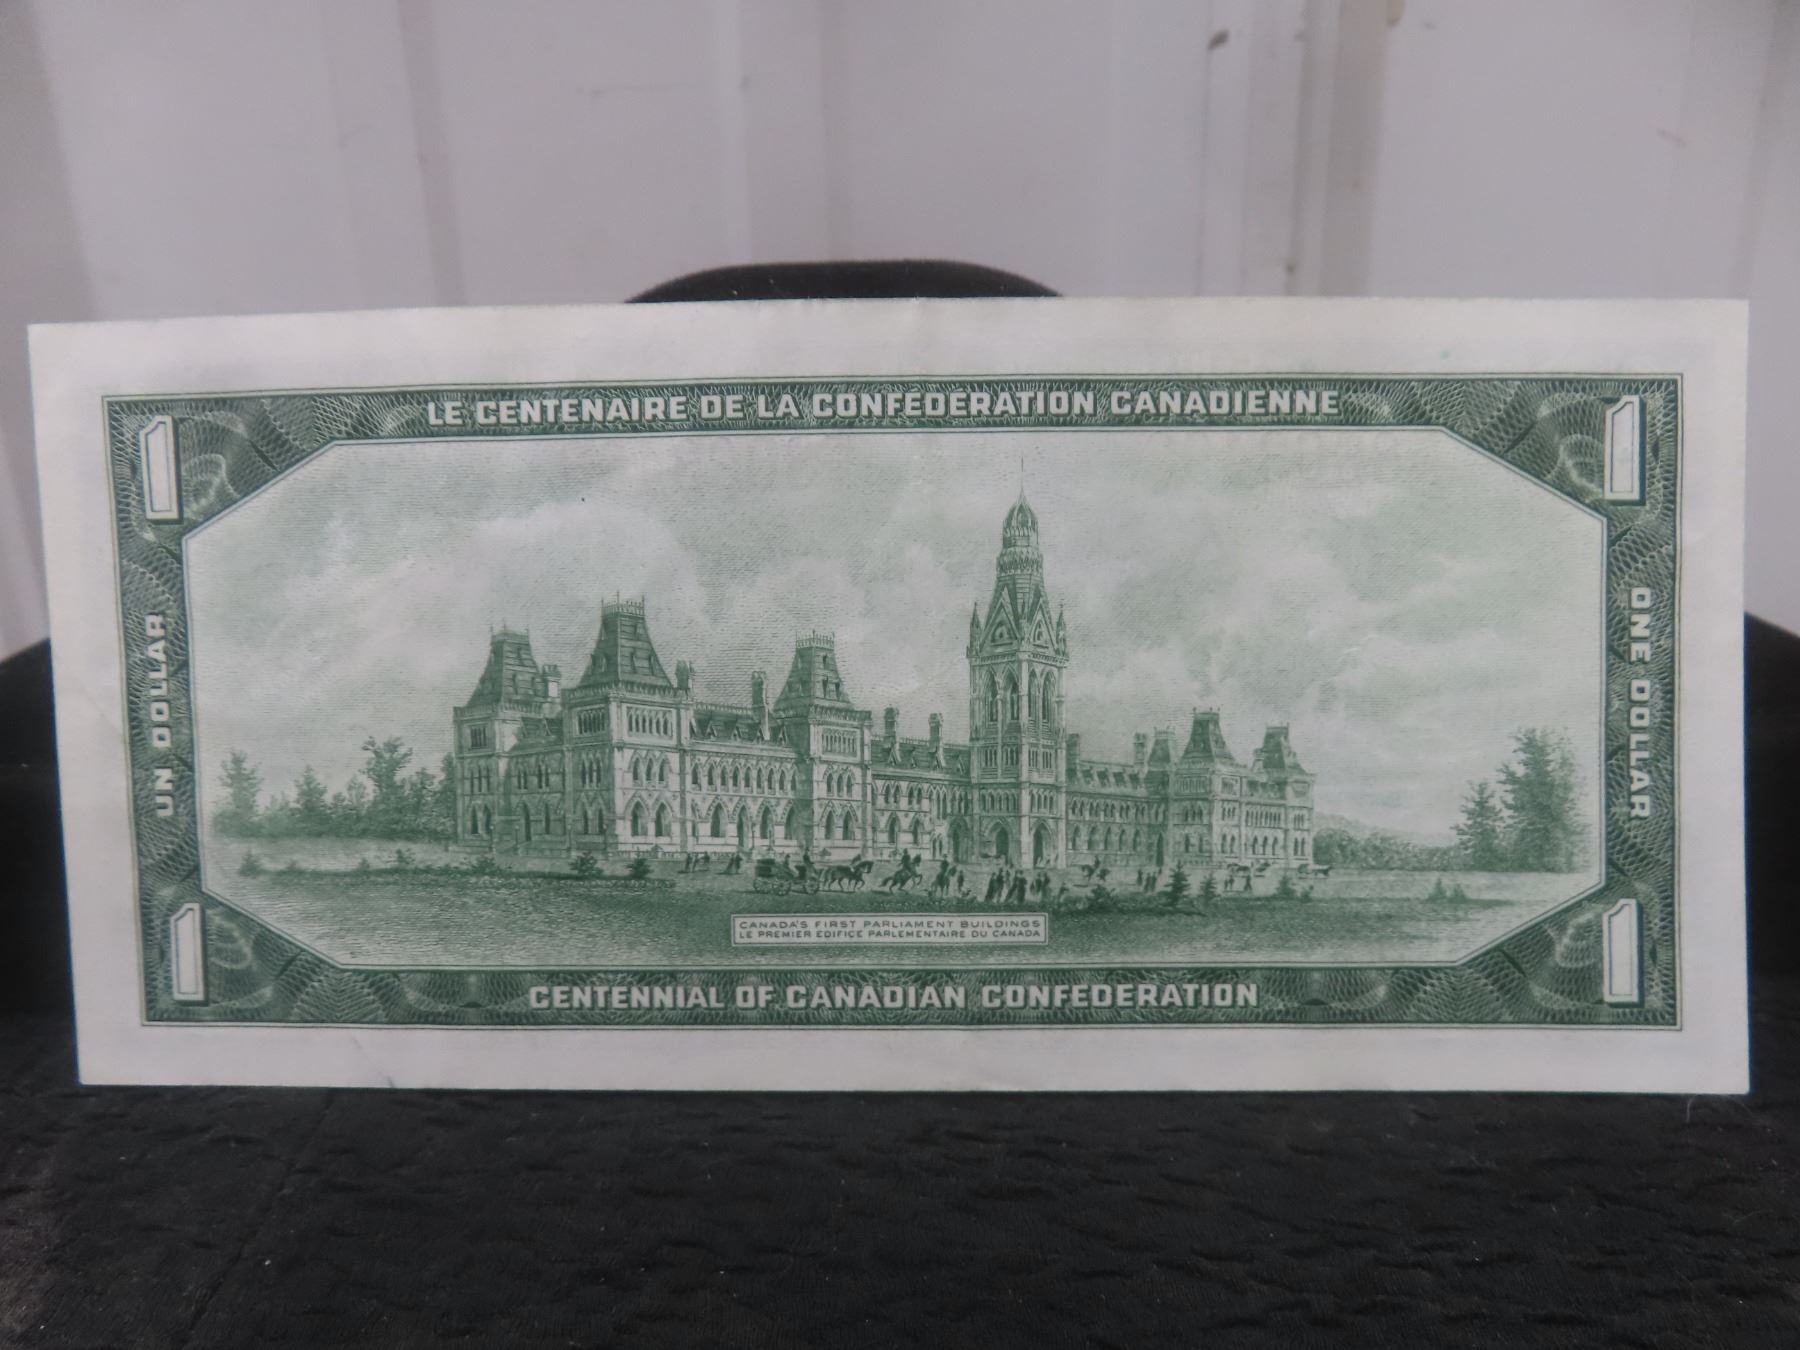 LE CENTENAIRE DE LA CONFÉDÉRATION CANADIENNE
1
1
UN DOLLAR
ONE DOLLAR
CANADA'S FIRST PARLIAMENT BUILDINGS
LE PREMIER EDIFICE PARLEMENTAIRE DU CANADA
1
1
CENTENNIAL OF CANADIAN CONFEDERATION